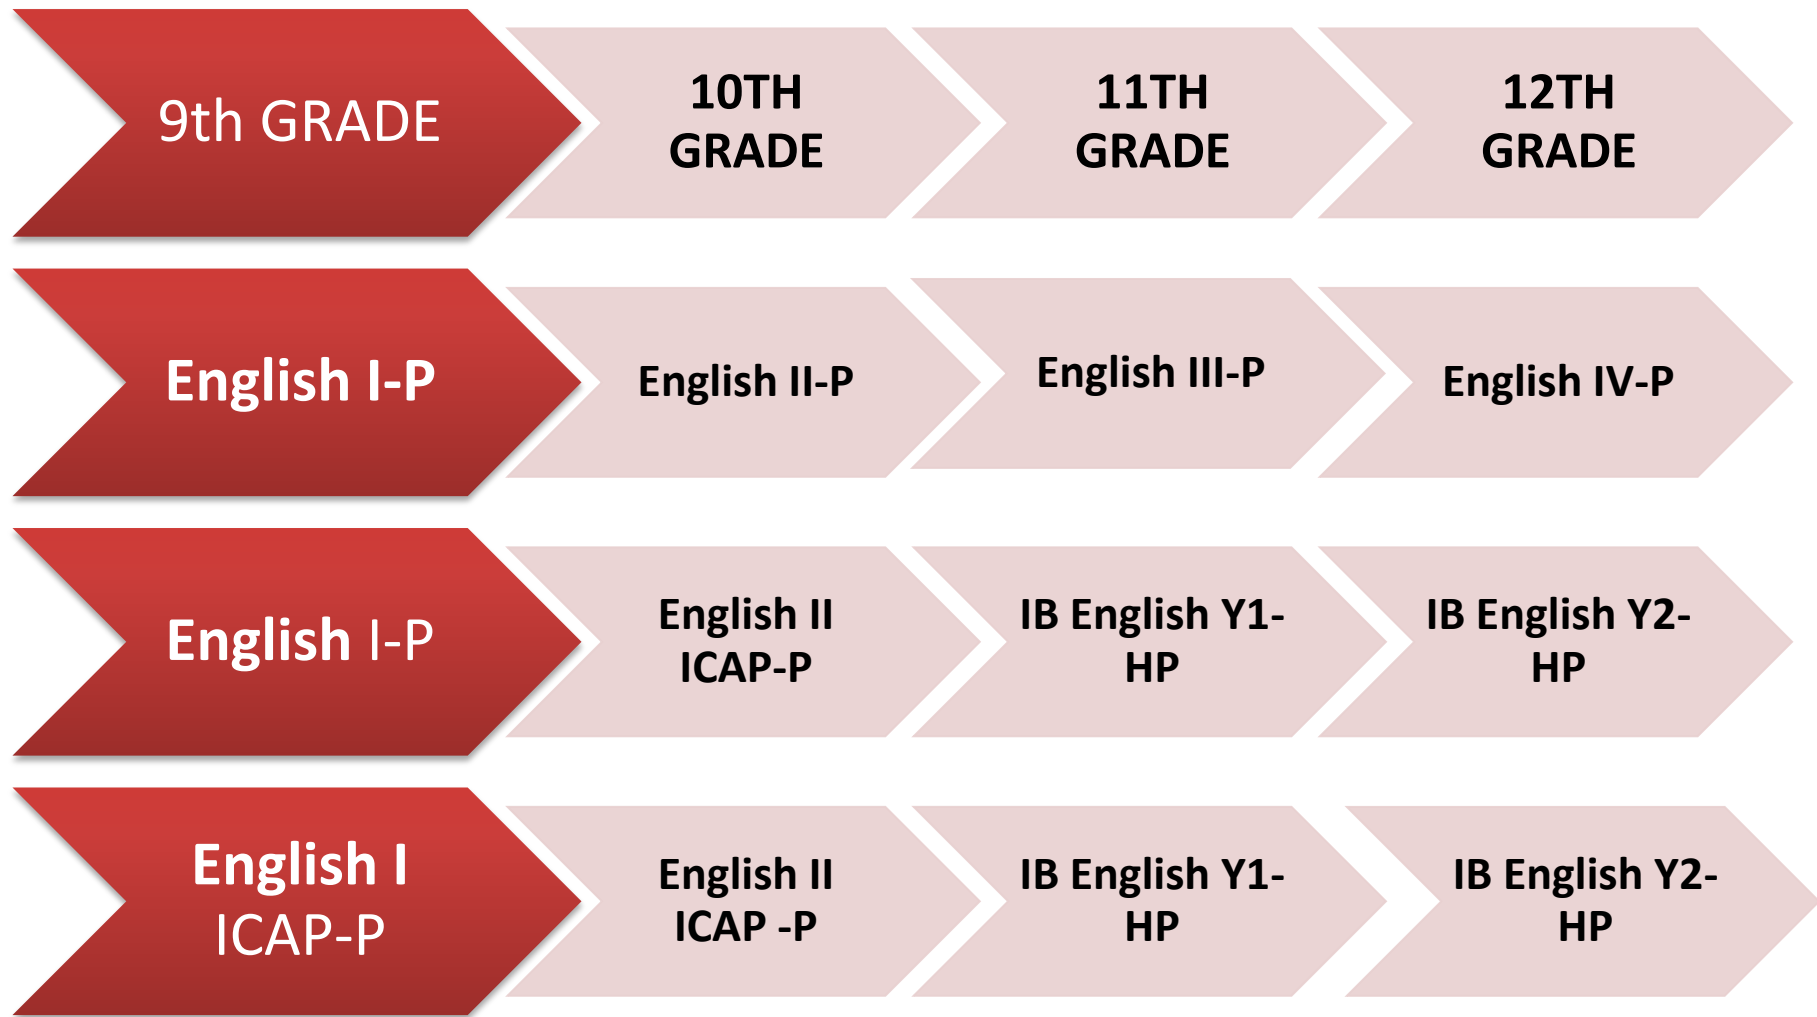 9th GRADE
10TH
GRADE
11TH
GRADE
12TH
GRADE
English I-P
English II-P
English III-P
English IV-P
English I-P
English II
ICAP-P
IB English Y1-
HP
IB English Y2-
HP
English I
ICAP-P
English II
ICAP -P
IB English Y1-
HP
IB English Y2-
HP